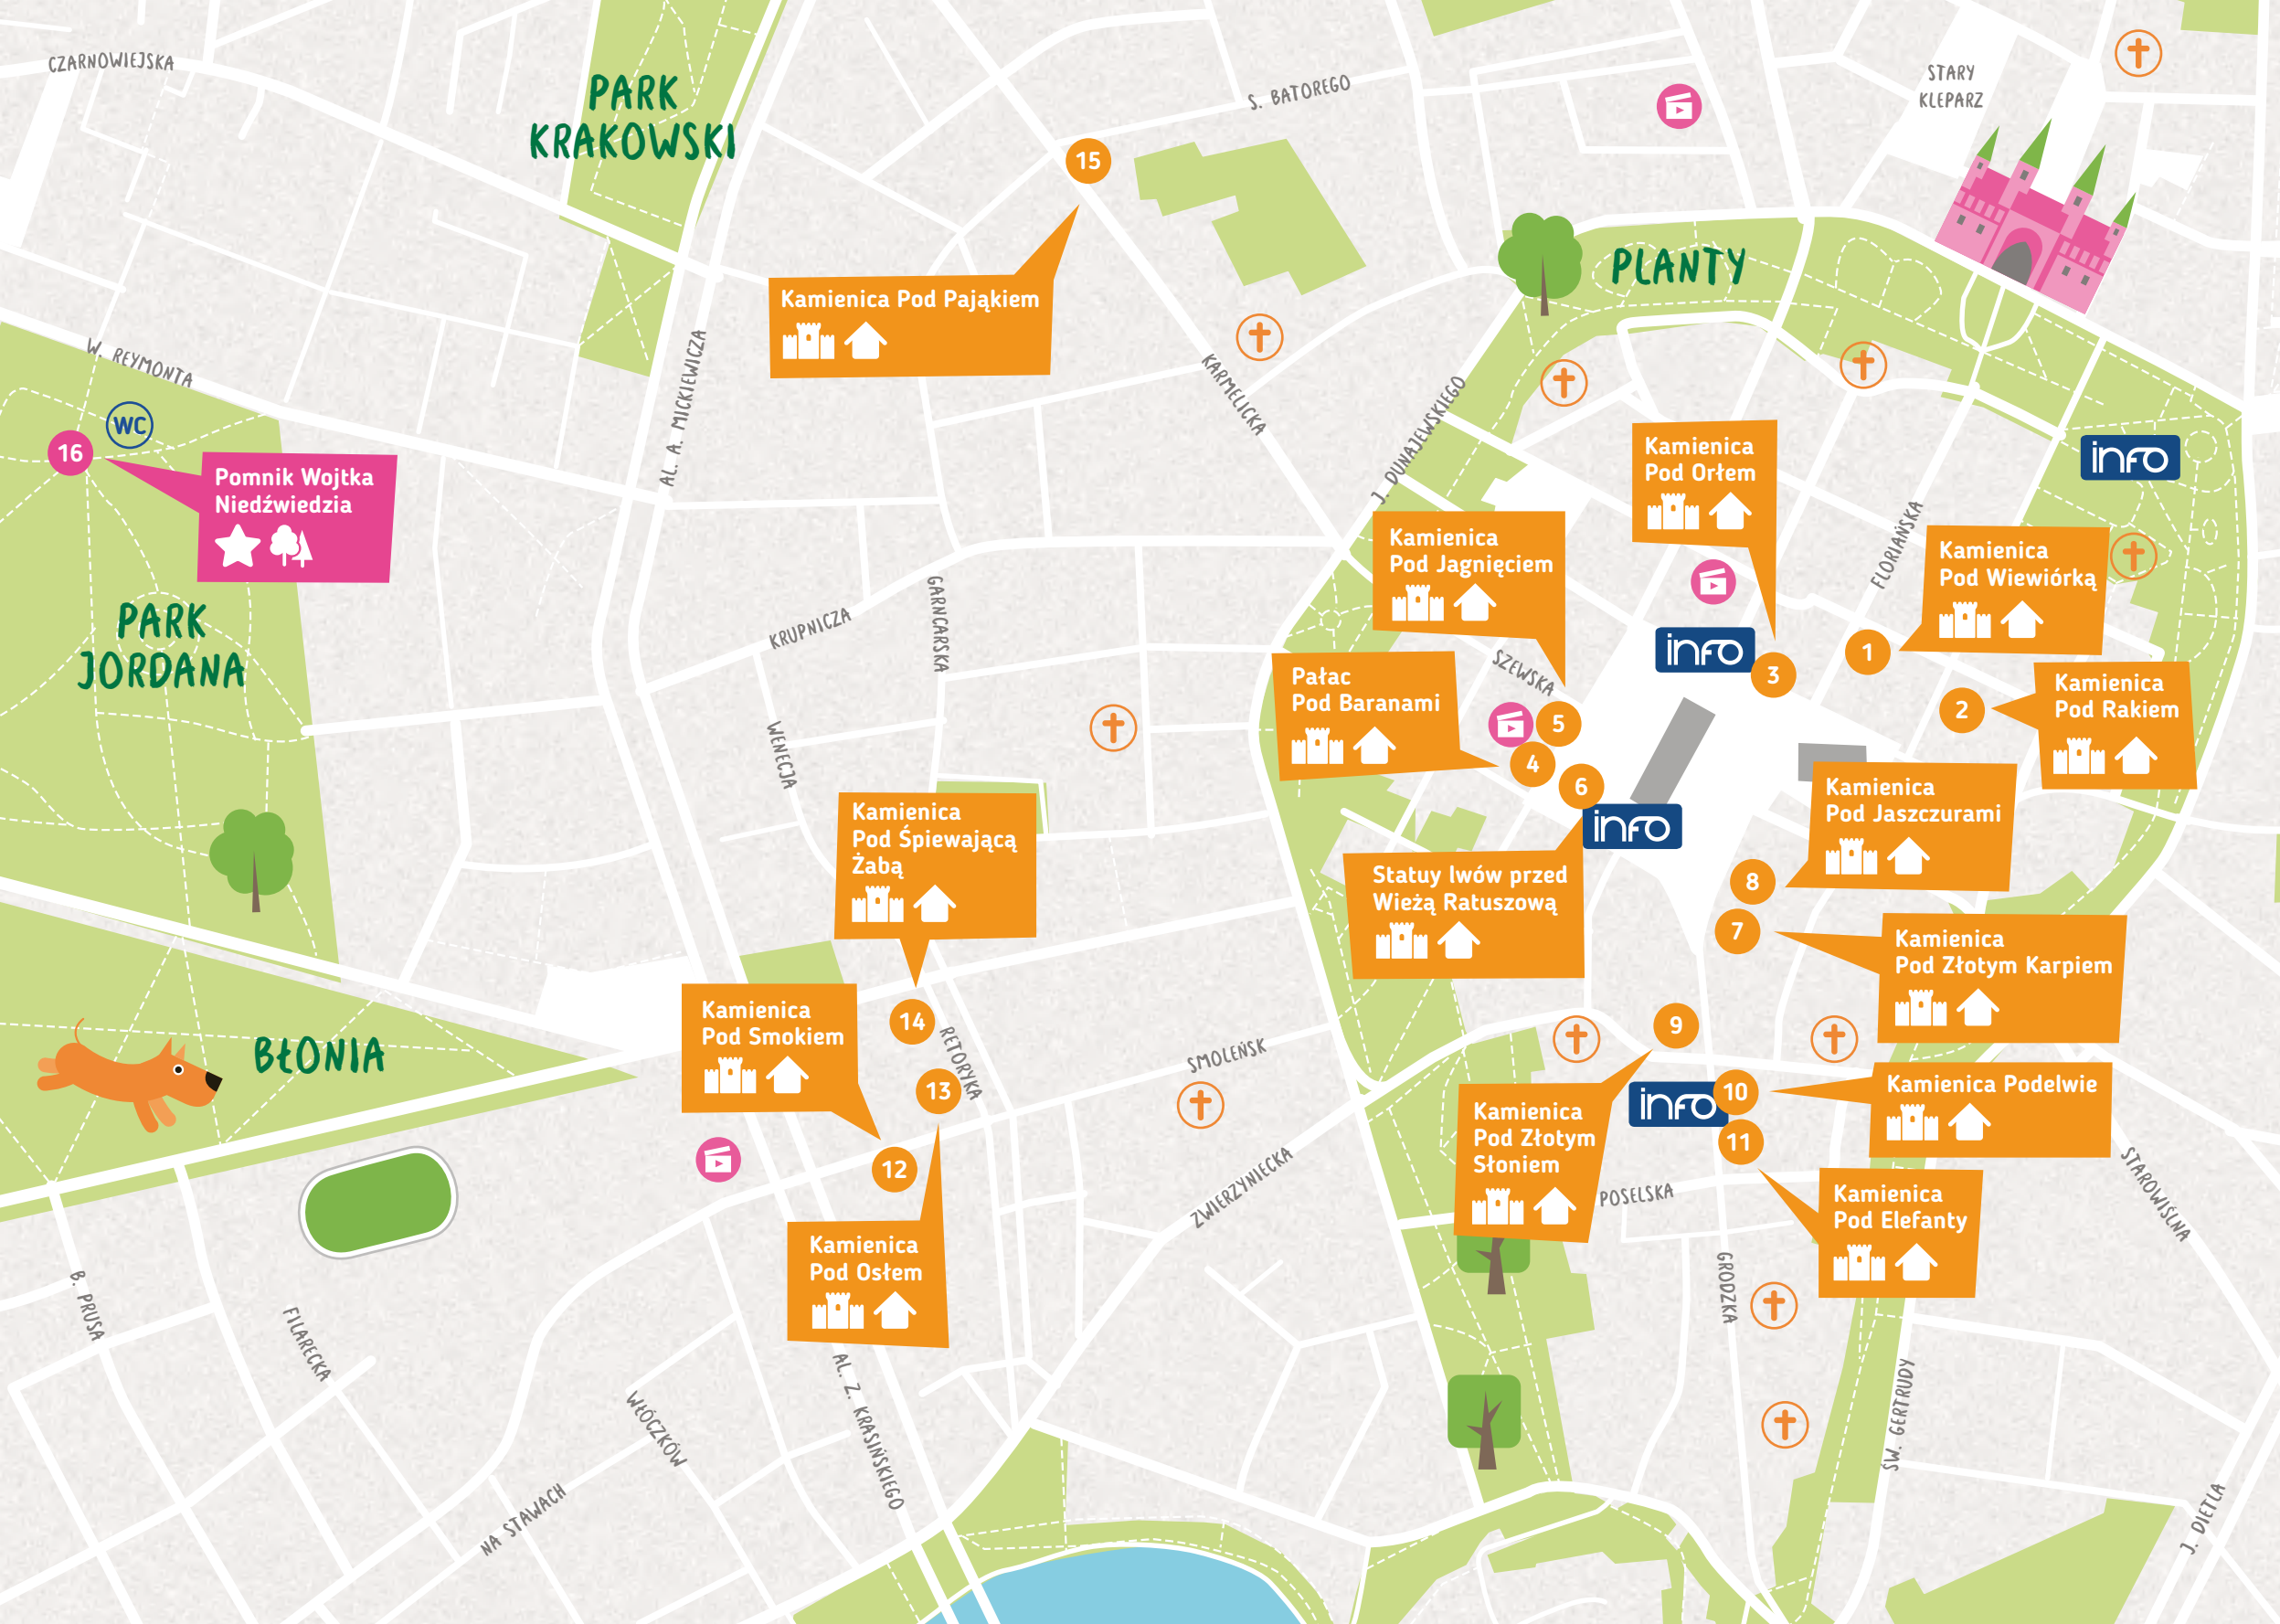 CZARNOWIEJSKA
PARK
KRAKOWSKI
S. BATOREGO
STARY
KLEPARZ
15
PLANTY
Kamienica Pod Pająkiem
W. REYMONTA
AL. A. MICKIEWICZA
KARMELICKA
J. DUNAJEWSKIEGO
WC
16
Pomnik Wojtka
Niedźwiedzia
Kamienica
Pod Orłem
info
Kamienica
Pod Jagnięciem
FLORIAŃSKA
Kamienica
Pod Wiewiórką
PARK
JORDANA
KRUPNICZA
GARNCARSKA
SZEWSKA
info
3
1
Pałac
Pod Baranami
Kamienica
Pod Rakiem
2
5
4
6
WENECJA
info
Kamienica
Pod Jaszczurami
Kamienica
Pod Śpiewającą
Żabą
Statuy lwów przed
Wieżą Ratuszową
8
7
Kamienica
Pod Złotym Karpiem
Kamienica
Pod Smokiem
14
9
BŁONIA
RETORYKA
SMOLEŃSK
13
info
10
Kamienica Podelwie
Kamienica
Pod Złotym
Słoniem
11
12
ZWIERZYNIECKA
POSELSKA
Kamienica
Pod Elefanty
STAROWIŚLNA
Kamienica
Pod Osłem
B. PRUSA
FILARECKA
GRODZKA
WŁÓCZKÓW
AL. Z. KRASIŃSKIEGO
ŚW. GERTRUDY
NA STAWACH
J. DIETLA